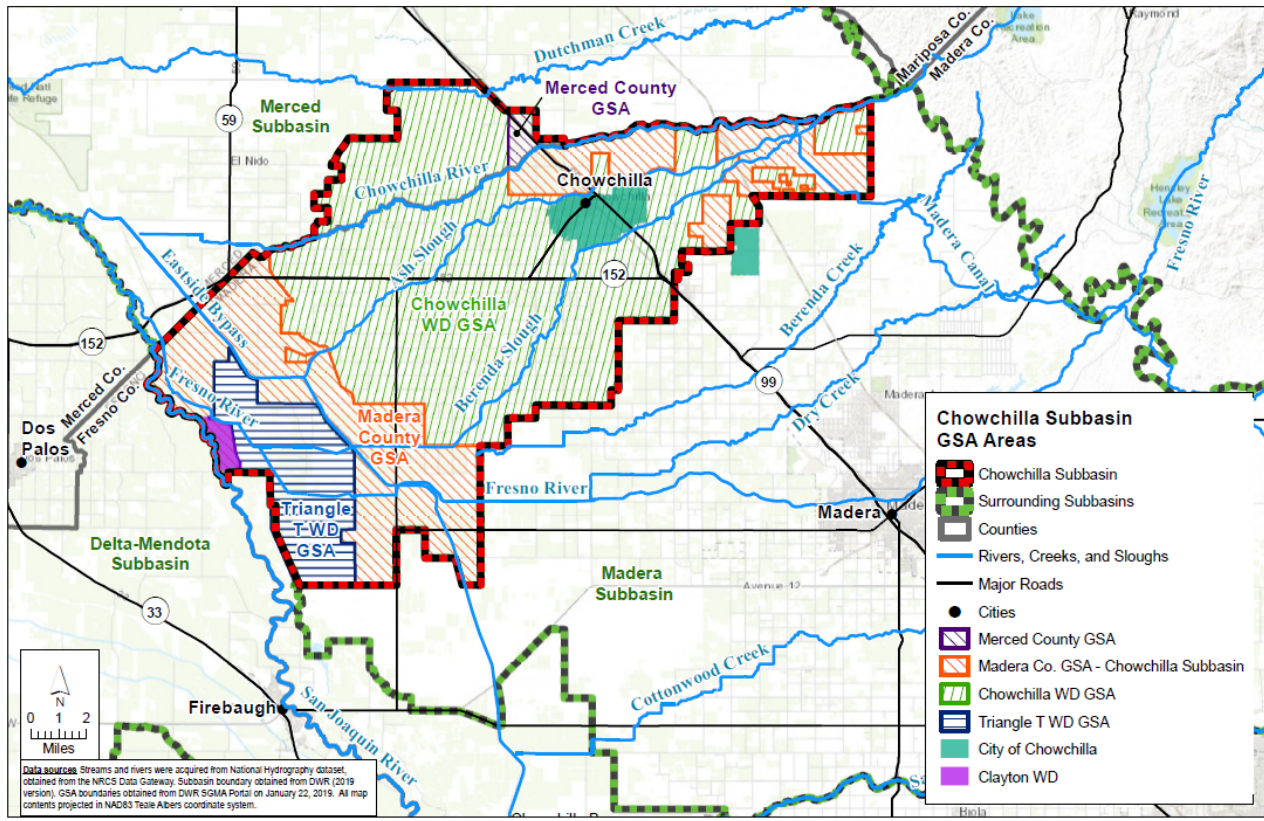 Dutchman Creek
Mariposa Co.
Madera Co.
Lake
Recreation
Area
Raymond
Merced County
GSA
Merced
Subbasin
59
El Nido
Chowchilla River
Chowchilla
Ash Slough
Eastside Bypass
152
Chowchilla
WD GSA
Berenda Slough
Berenda Creek
Madera Canal
Fresno River
152
Merced Co.
Fresno Co.
Fresno River
Madera
County
GSA
99
Dry Creek
Dos
Palos
Fresno River
Madera
Triangle
T WD
GSA
Delta-Mendota
Subbasin
Madera
Subbasin
Avenue 12
33
Cottonwood Creek
San Joaquin River
Firebaugh
Biola
N
0 1 2
Miles
Data sources Streams and rivers were acquired from National Hydrography dataset,
obtained from the NRCS Data Gateway. Subbasin boundary obtained from DWR (2019
version). GSA boundaries obtained from DWR SGMA Portal on January 22, 2019. All map
contents projected in NAD83 Teale Albers coordinate system.
Chowchilla Subbasin
GSA Areas
Chowchilla Subbasin
Surrounding Subbasins
Counties
Rivers, Creeks, and Sloughs
Major Roads
Cities
Merced County GSA
Madera Co. GSA - Chowchilla Subbasin
Chowchilla WD GSA
Triangle T WD GSA
City of Chowchilla
Clayton WD